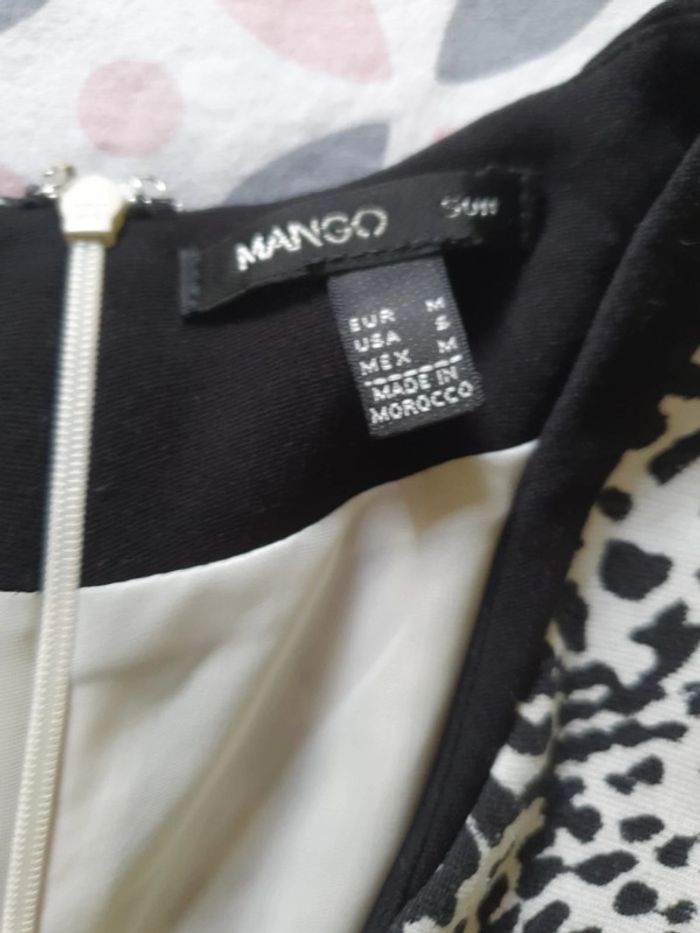 MANGO SUIT
EUR M
USA S
MEX M
MADE IN
MOROCCO